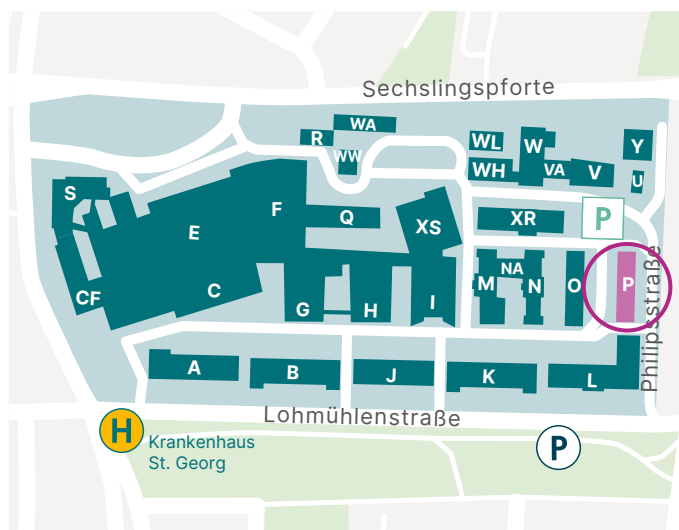 Sechslingspforte
WA
R
WW
WL
W
Y
WH
VA
V
U
S
F
Q
XS
XR
P
E
CF
C
G
H
I
M
NA
N
O
P
Philipsstraße
A
B
J
K
L
Lohmühlenstraße
H
Krankenhaus
St. Georg
P